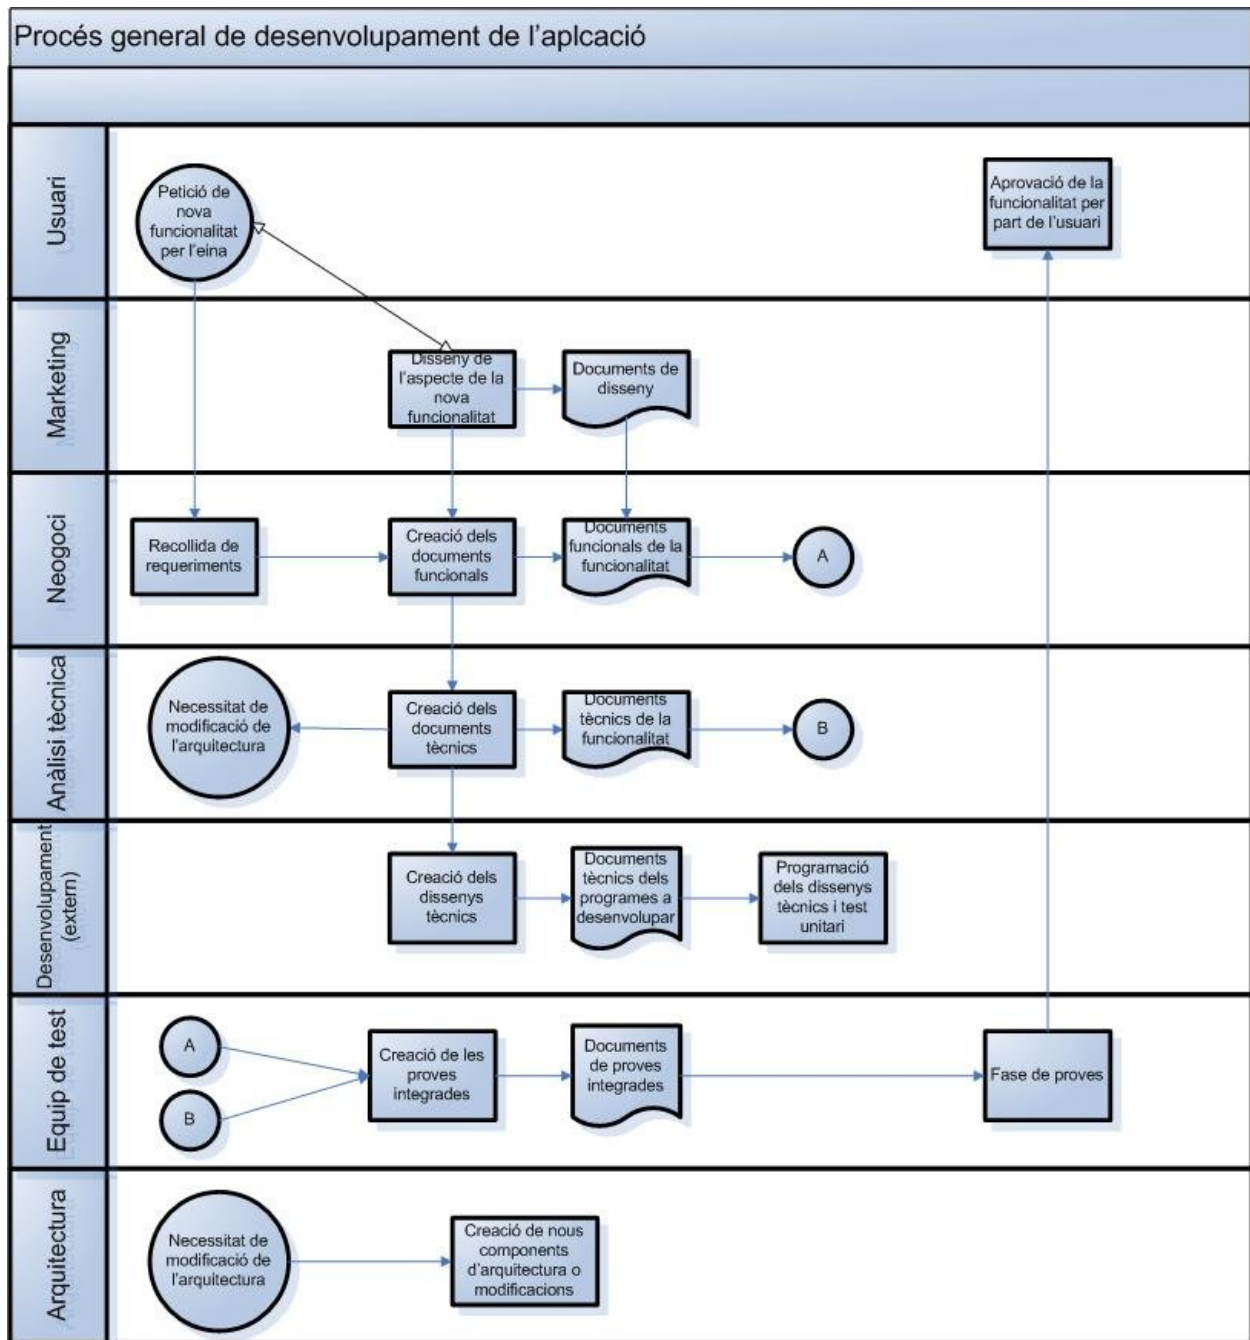 Procés general de desenvolupament de l'aplcació
Usuari
Petició de
nova
funcionalitat
per l'eina
Aprovació de la
funcionalitat per
part de l'usuari
Marketing
Disseny de
l'aspecte de la
nova
funcionalitat
Documents de
disseny
Neogoci
Recollida de
requeriments
Creació dels
documents
funcionals
Documents
funcionals de la
funcionalitat
A
Anàlisi tècnica
Necessitat de
modificació de
l'arquitectura
Creació dels
documents
tècnics
Documents
tècnics de la
funcionalitat
B
Desenvolupament
(extern)
Creació dels
dissenys
tècnics
Documents
tècnics dels
programes a
desenvolupar
Programació
dels dissenys
tècnics i test
unitari
Equip de test
A
B
Creació de les
proves
integrades
Documents
de proves
integrades
Fase de proves
Arquitectura
Necessitat de
modificació de
l'arquitectura
Creació de nous
components
d'arquitectura o
modificacions